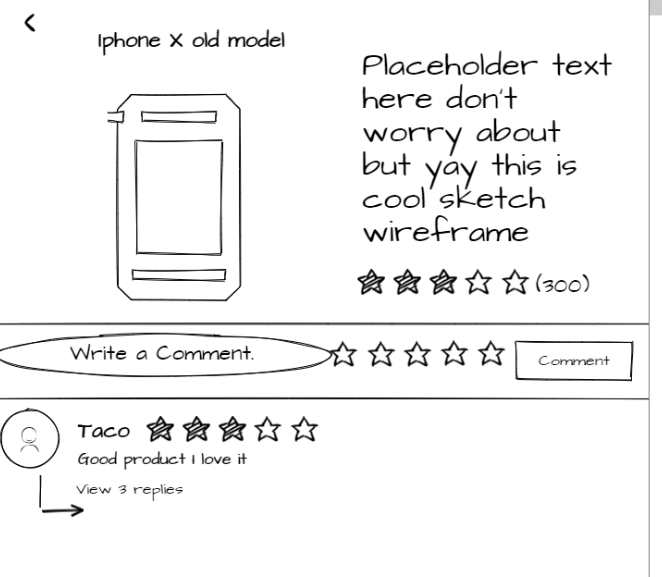 Iphone X old model
Placeholder text
here don't
worry about
but yay this is
cool sketch
wireframe
(300)
Write a Comment.
Comment
Taco
Good product I love it
View 3 replies